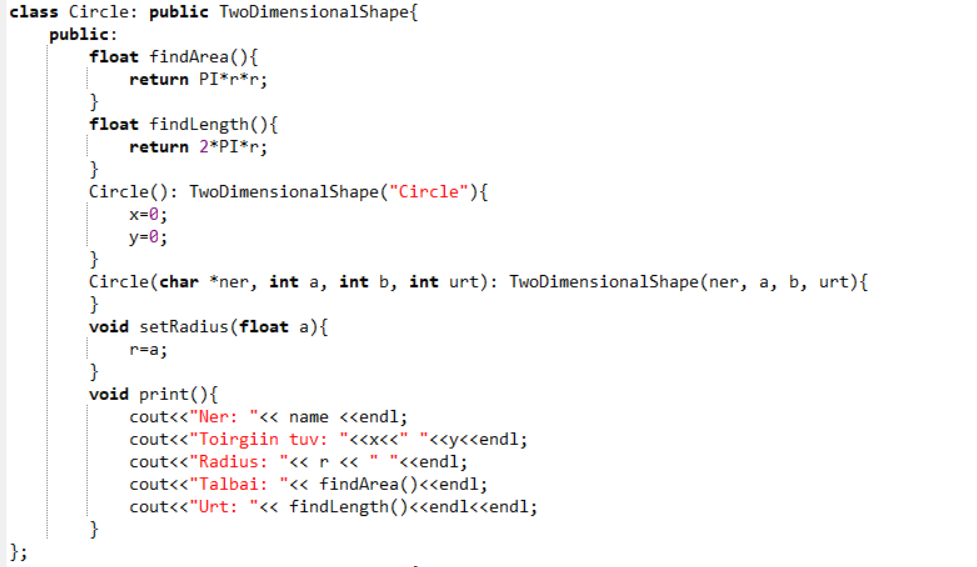 class Circle: public TwoDimensionalShape{
    public:
        float findArea(){
            return PI*r*r;
        }
        float findLength(){
            return 2*PI*r;
        }
        Circle(): TwoDimensionalShape("Circle"){
            x=0;
            y=0;
        }
        Circle(char *ner, int a, int b, int urt): TwoDimensionalShape(ner, a, b, urt){
        }
        void setRadius(float a){
            r=a;
        }
        void print(){
            cout<<"Ner: "<< name <<endl;
            cout<<"Toirgiin tuv: "<<x<<" "<<y<<endl;
            cout<<"Radius: "<< r << " "<<endl;
            cout<<"Talbai: "<< findArea()<<endl;
            cout<<"Urt: "<< findLength()<<endl<<endl;
        }
};